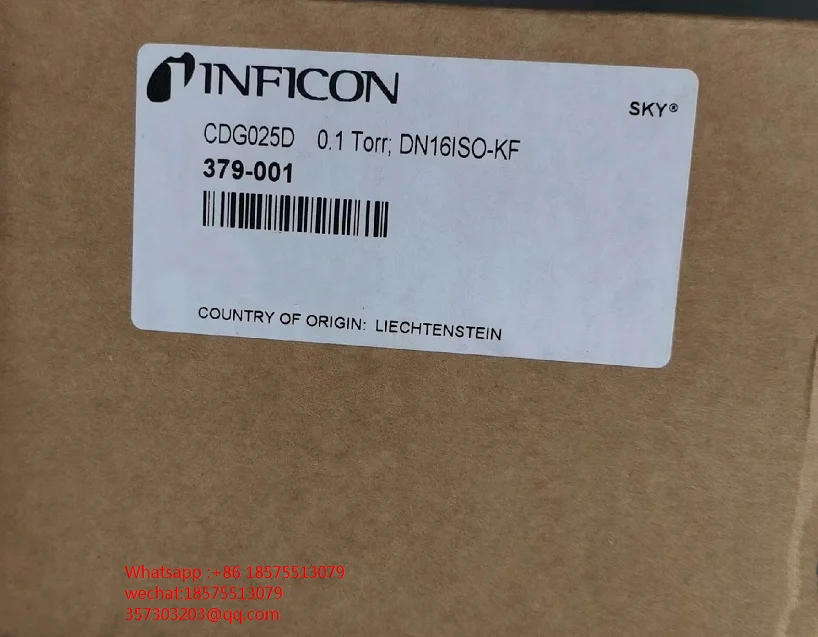 INFICON
SKY®
CDG025D 0.1 Torr; DN16ISO-KF
379-001
COUNTRY OF ORIGIN: LIECHTENSTEIN
Whatsapp :+86 18575513079
wechat:18575513079
357303203@qq.com